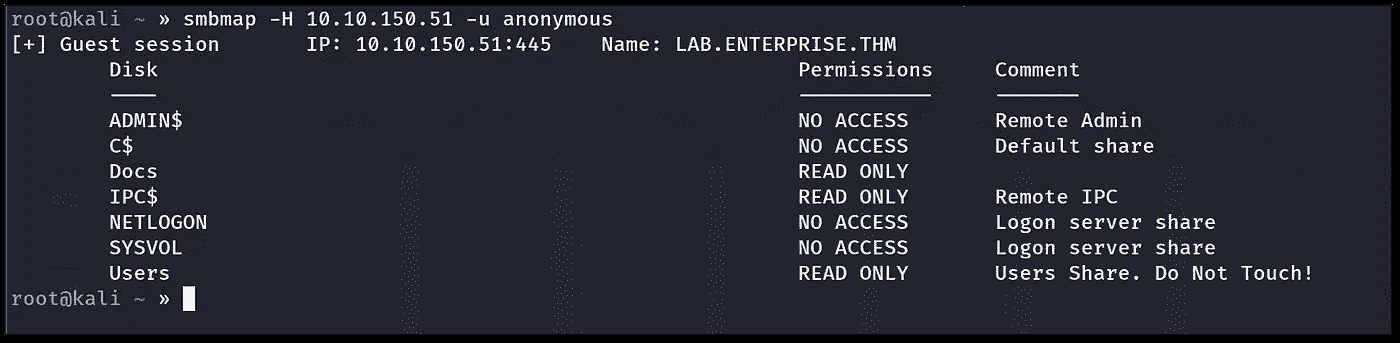 root@kali ~ » smbmap -H 10.10.150.51 -u anonymous
[+] Guest session IP: 10.10.150.51:445 Name: LAB.ENTERPRISE.THM
Disk Permissions Comment
---- ----------- -------
ADMIN$ NO ACCESS Remote Admin
C$ NO ACCESS Default share
Docs READ ONLY
IPC$ READ ONLY Remote IPC
NETLOGON NO ACCESS Logon server share
SYSVOL NO ACCESS Logon server share
Users READ ONLY Users Share. Do Not Touch!
root@kali ~ »